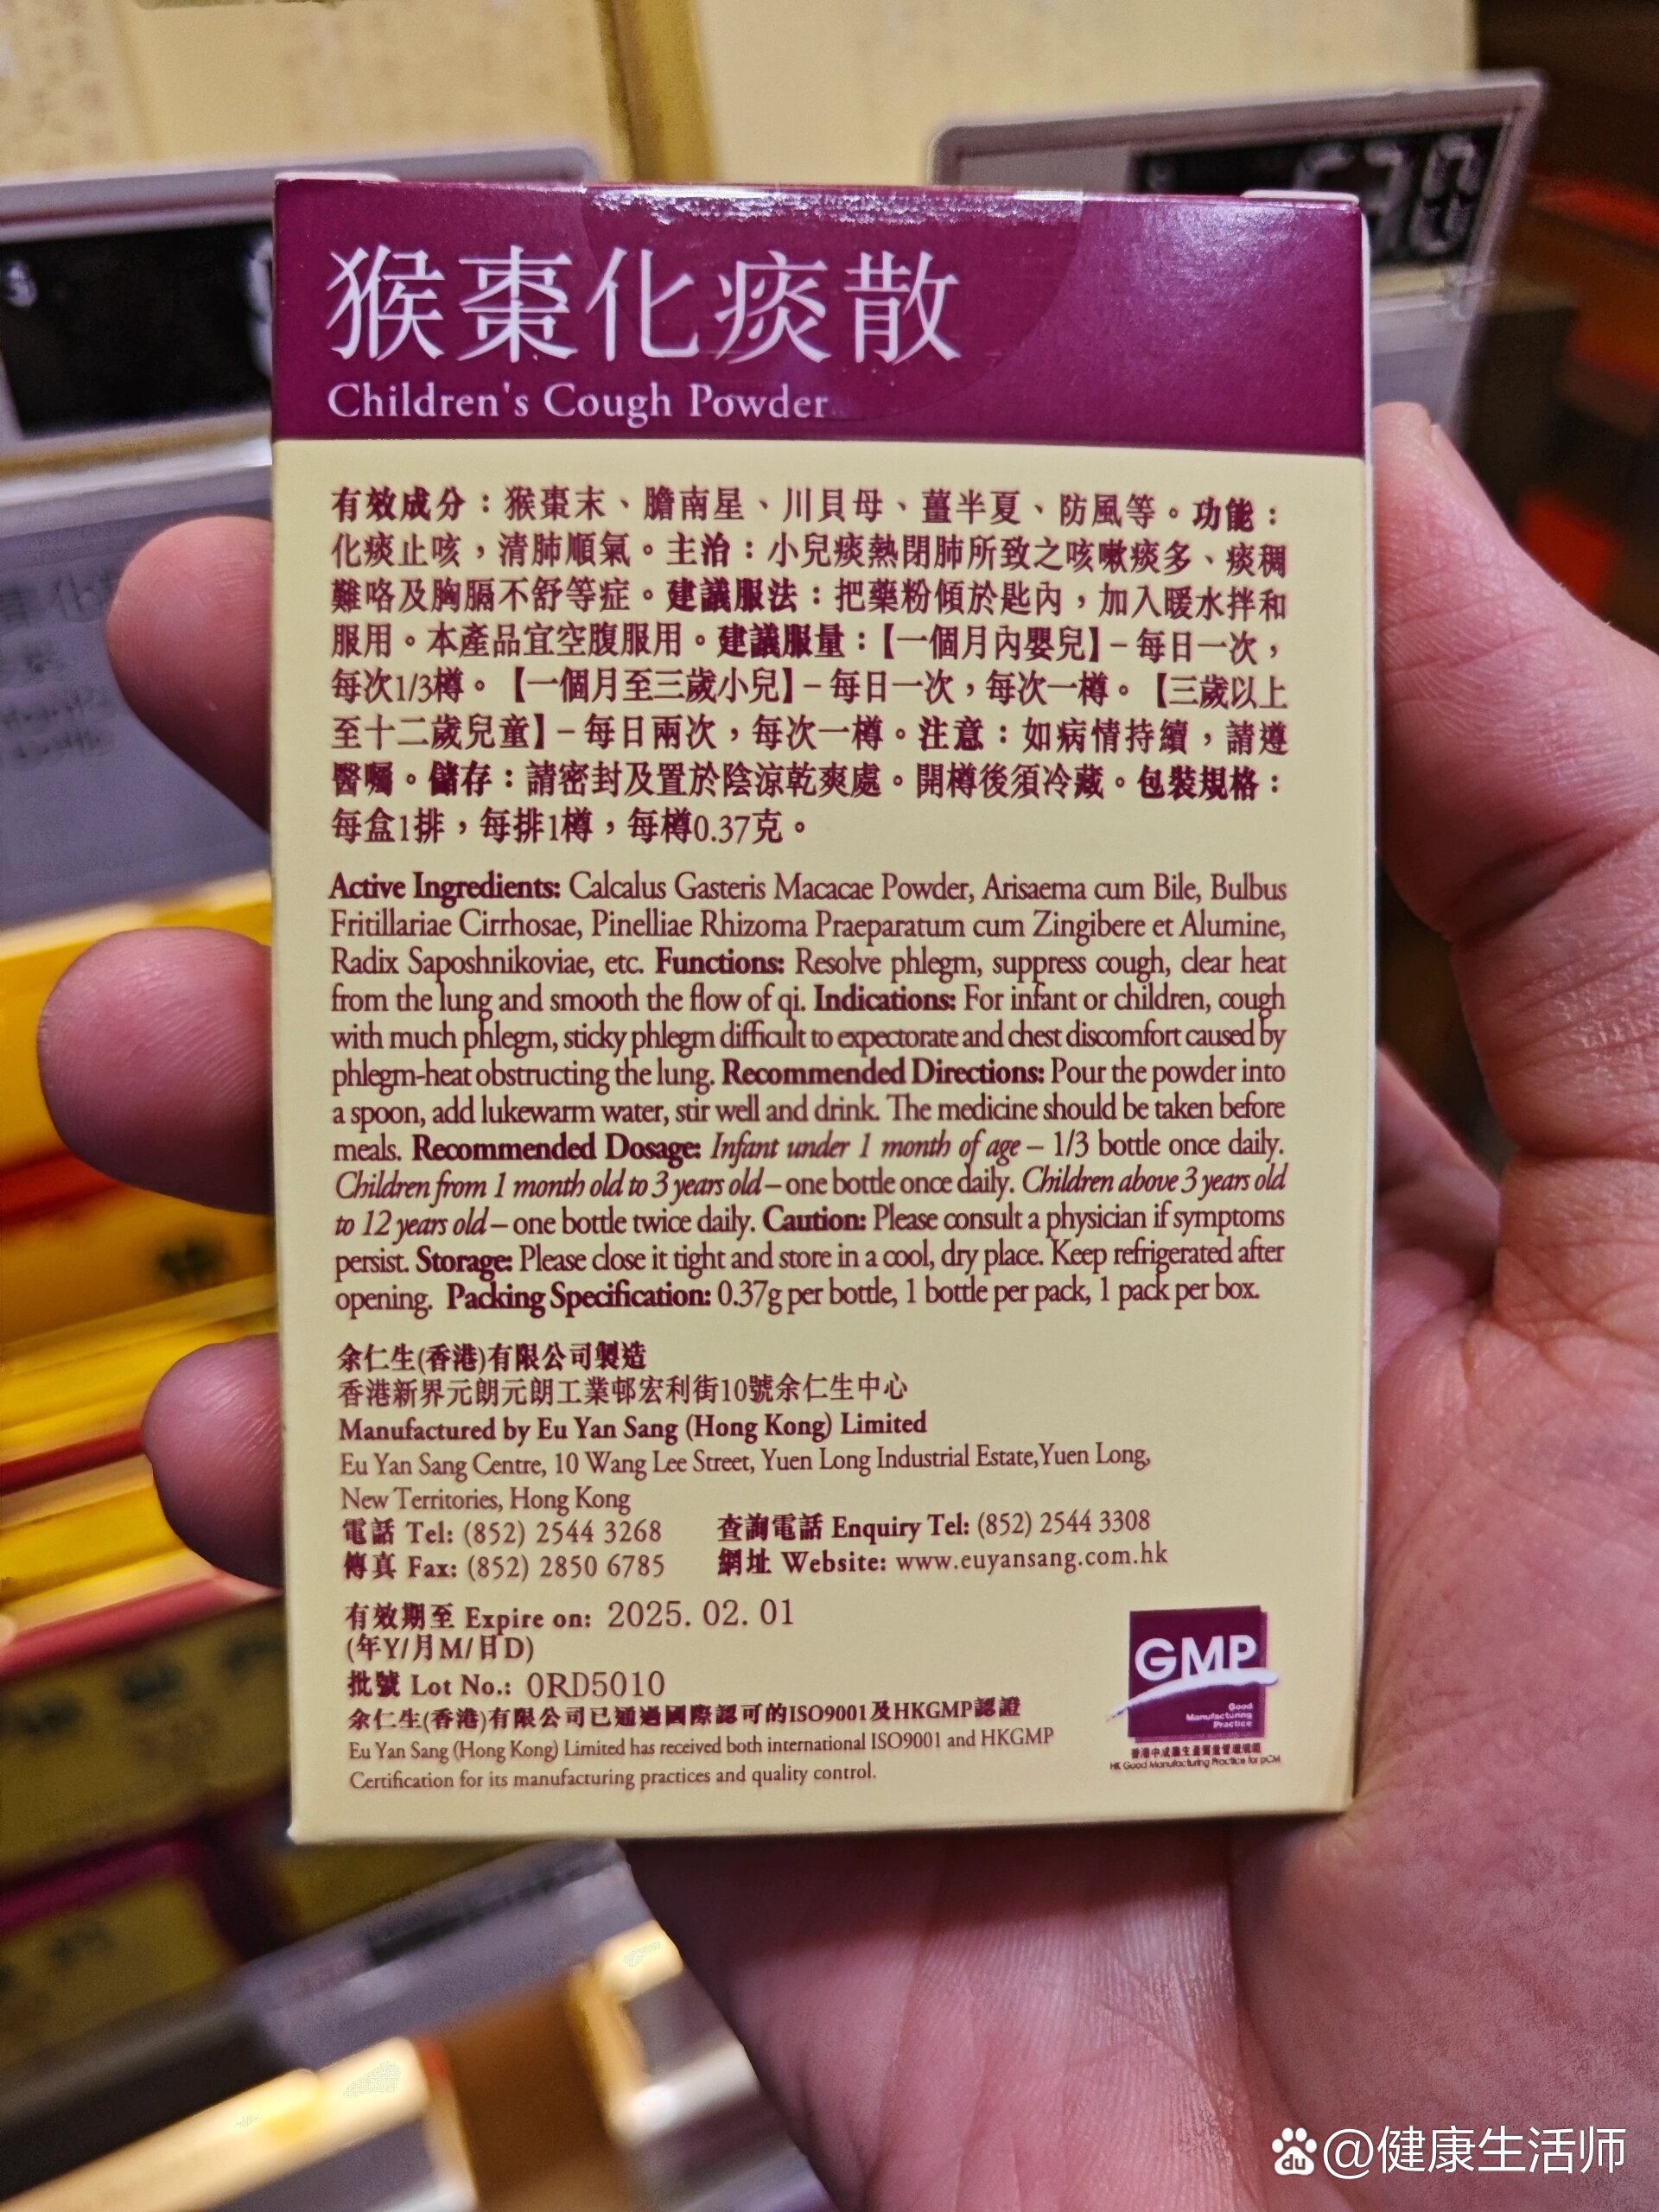 猴棗化痰散
Children's Cough Powder
有效成分：猴棗末、膽南星、川貝母、薑半夏、防風等。功能：
化痰止咳，清肺順氣。主治：小兒痰熱閉肺所致之咳嗽痰多、痰稠
難咯及胸膈不舒等症。建議服法：把藥粉傾於匙內，加入暖水拌和
服用。本產品宜空腹服用。建議服量：【一個月內嬰兒】–每日一次，
每次1/3樽。【一個月至三歲小兒】–每日一次，每次一樽。【三歲以上
至十二歲兒童】–每日兩次，每次一樽。注意：如病情持續，請遵
醫囑。儲存：請密封及置於陰涼乾爽處。開樽後須冷藏。包裝規格：
每盒1排，每排1樽，每樽0.37克。
Active Ingredients: Calcalus Gasteris Macacae Powder, Arisaema cum Bile, Bulbus
Fritillariae Cirrhosae, Pinelliae Rhizoma Praeparatum cum Zingibere et Alumine,
Radix Saposhnikoviae, etc. Functions: Resolve phlegm, suppress cough, clear heat
from the lung and smooth the flow of qi. Indications: For infant or children, cough
with much phlegm, sticky phlegm difficult to expectorate and chest discomfort caused by
phlegm-heat obstructing the lung. Recommended Directions: Pour the powder into
a spoon, add lukewarm water, stir well and drink. The medicine should be taken before
meals. Recommended Dosage: Infant under 1 month of age – 1/3 bottle once daily.
Children from 1 month old to 3 years old – one bottle once daily. Children above 3 years old
to 12 years old – one bottle twice daily. Caution: Please consult a physician if symptoms
persist. Storage: Please close it tight and store in a cool, dry place. Keep refrigerated after
opening. Packing Specification: 0.37g per bottle, 1 bottle per pack, 1 pack per box.
余仁生(香港)有限公司製造
香港新界元朗元朗工業邨宏利街10號余仁生中心
Manufactured by Eu Yan Sang (Hong Kong) Limited
Eu Yan Sang Centre, 10 Wang Lee Street, Yuen Long Industrial Estate,Yuen Long,
New Territories, Hong Kong
電話 Tel: (852) 2544 3268 查詢電話 Enquiry Tel: (852) 2544 3308
傳真 Fax: (852) 2850 6785 網址 Website: www.euyansang.com.hk
有效期至 Expire on: 2025. 02. 01
(年Y/月M/日D)
批號 Lot No.: 0RD5010
余仁生(香港)有限公司已通過國際認可的ISO9001及HKGMP認證
Eu Yan Sang (Hong Kong) Limited has received both international ISO9001 and HKGMP
Certification for its manufacturing practices and quality control.
GMP
Good
Manufacturing
Practice
香港中成藥生產質量管理規範
HK Good Manufacturing Practice for pCM
du @健康生活师